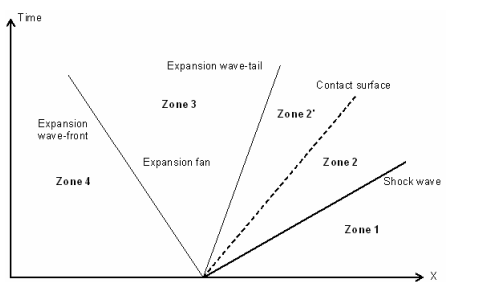 Time
Expansion wave-tail
Contact surface
Zone 3
Zone 2'
Expansion
wave-front
Expansion fan
Zone 2
Zone 4
Shock wave
Zone 1
X